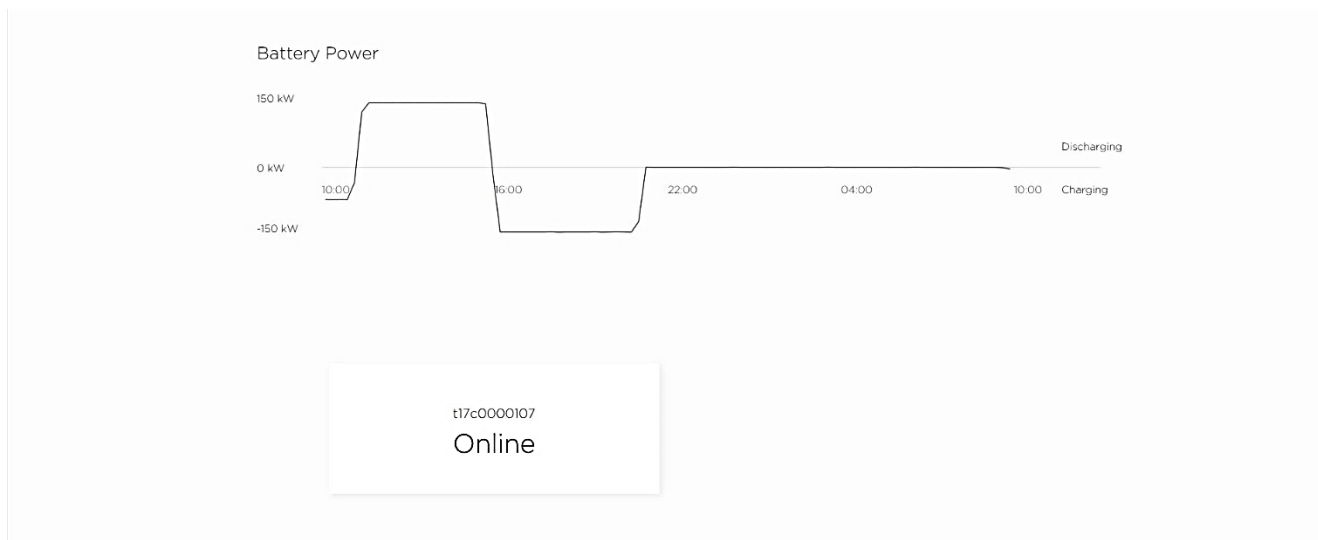 Battery Power
150 kW
Discharging
0 kW
10:00 16:00 22:00 04:00 10:00 Charging
-150 kW
t17c0000107
Online